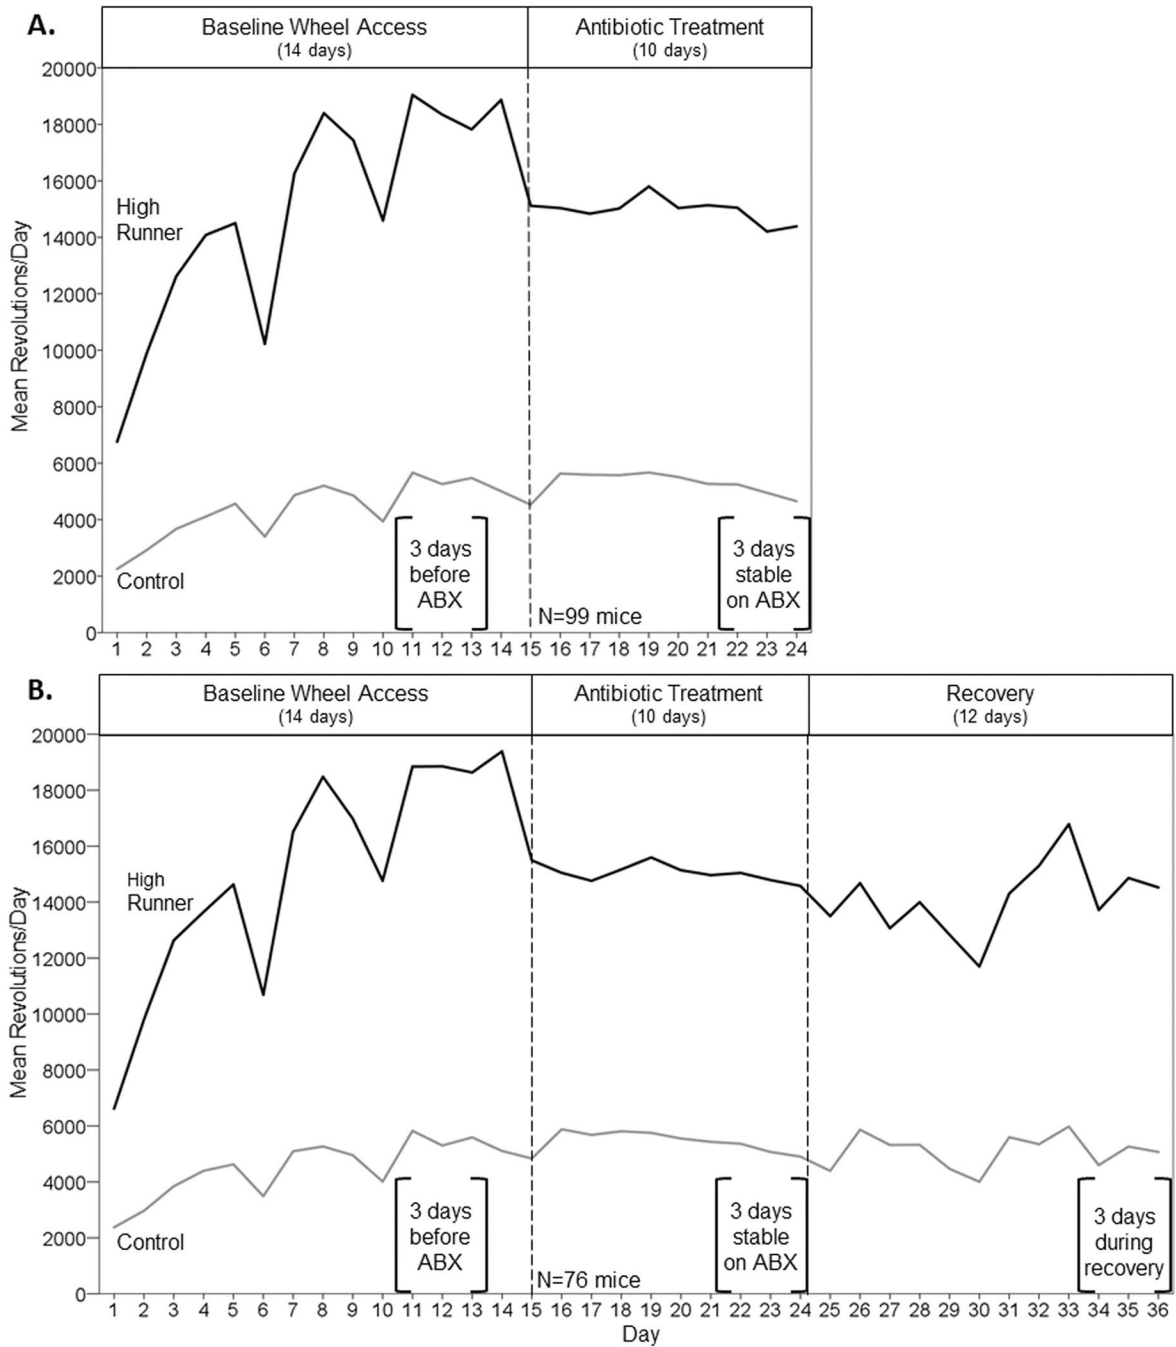 A.
Baseline Wheel Access
(14 days)
Antibiotic Treatment
(10 days)
20000
18000
16000
14000
12000
10000
8000
6000
4000
2000
0
Mean Revolutions/Day
High
Runner
Control
3 days
before
ABX
N=99 mice
3 days
stable
on ABX
1 2 3 4 5 6 7 8 9 10 11 12 13 14 15 16 17 18 19 20 21 22 23 24
B.
Baseline Wheel Access
(14 days)
Antibiotic Treatment
(10 days)
Recovery
(12 days)
20000
18000
16000
14000
12000
10000
8000
6000
4000
2000
0
Mean Revolutions/Day
High
Runner
Control
3 days
before
ABX
N=76 mice
3 days
stable
on ABX
3 days
during
recovery
1 2 3 4 5 6 7 8 9 10 11 12 13 14 15 16 17 18 19 20 21 22 23 24 25 26 27 28 29 30 31 32 33 34 35 36
Day